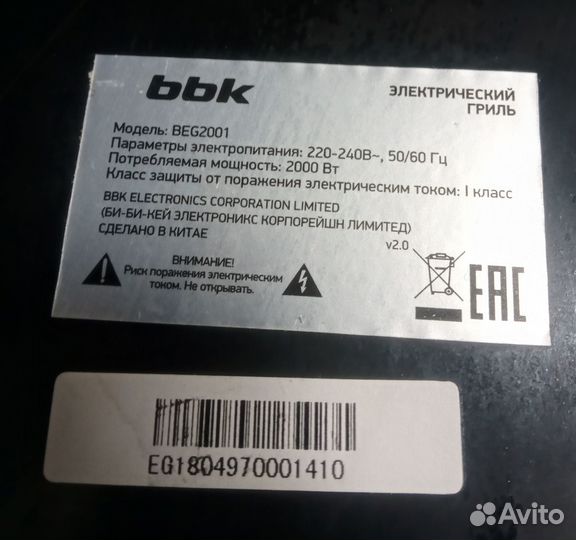 bbk
ЭЛЕКТРИЧЕСКИЙ
ГРИЛЬ
Модель: BEG2001
Параметры электропитания: 220-240В~, 50/60 Гц
Потребляемая мощность: 2000 Вт
Класс защиты от поражения электрическим током: I класс
BBK ELECTRONICS CORPORATION LIMITED
(БИ-БИ-КЕЙ ЭЛЕКТРОНИКС КОРПОРЕЙШН ЛИМИТЕД)
СДЕЛАНО В КИТАЕ
v2.0
ВНИМАНИЕ!
Риск поражения электрическим
током. Не открывать.
EAC
EG1804970001410
Avito